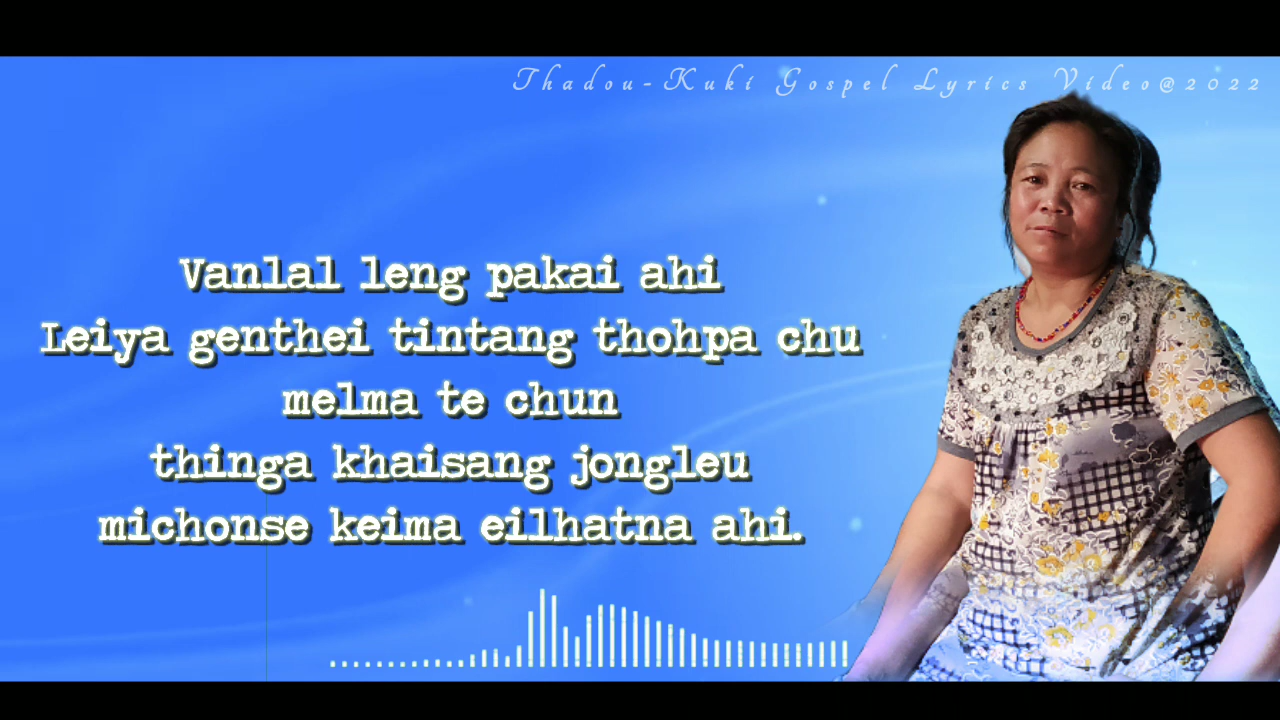 Thadou-Kuki Gospel Lyrics Video@2022
Vanlal leng pakai ahi
Leiya genthei tintang thohpa chu
melma te chun
thinga khaisang jongleu
michonse keima eilhatna ahi.